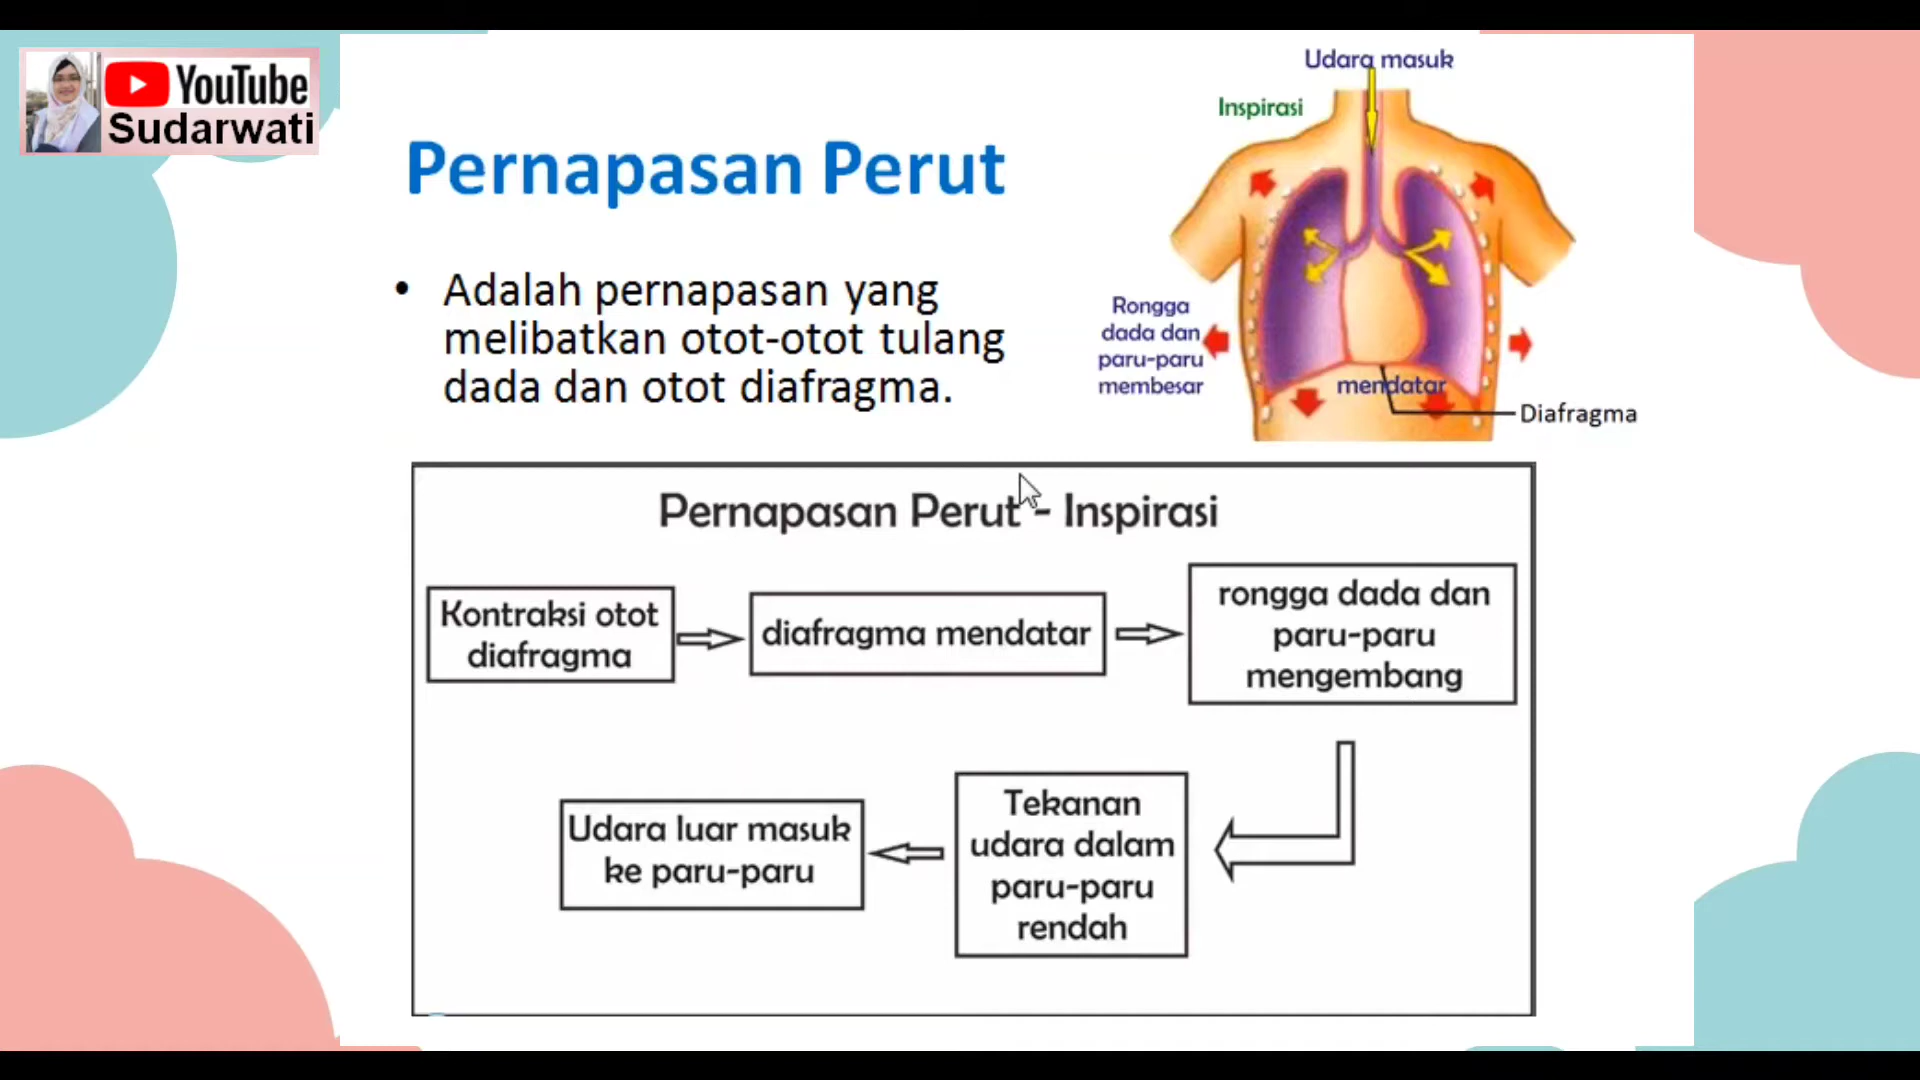 YouTube
Sudarwati
Pernapasan Perut
• Adalah pernapasan yang
melibatkan otot-otot tulang
dada dan otot diafragma.
Udara masuk
Inspirasi
Rongga
dada dan
paru-paru
membesar
mendatar
Diafragma
Pernapasan Perut - Inspirasi
Kontraksi otot
diafragma
diafragma mendatar
rongga dada dan
paru-paru
mengembang
Tekanan
udara dalam
paru-paru
rendah
Udara luar masuk
ke paru-paru